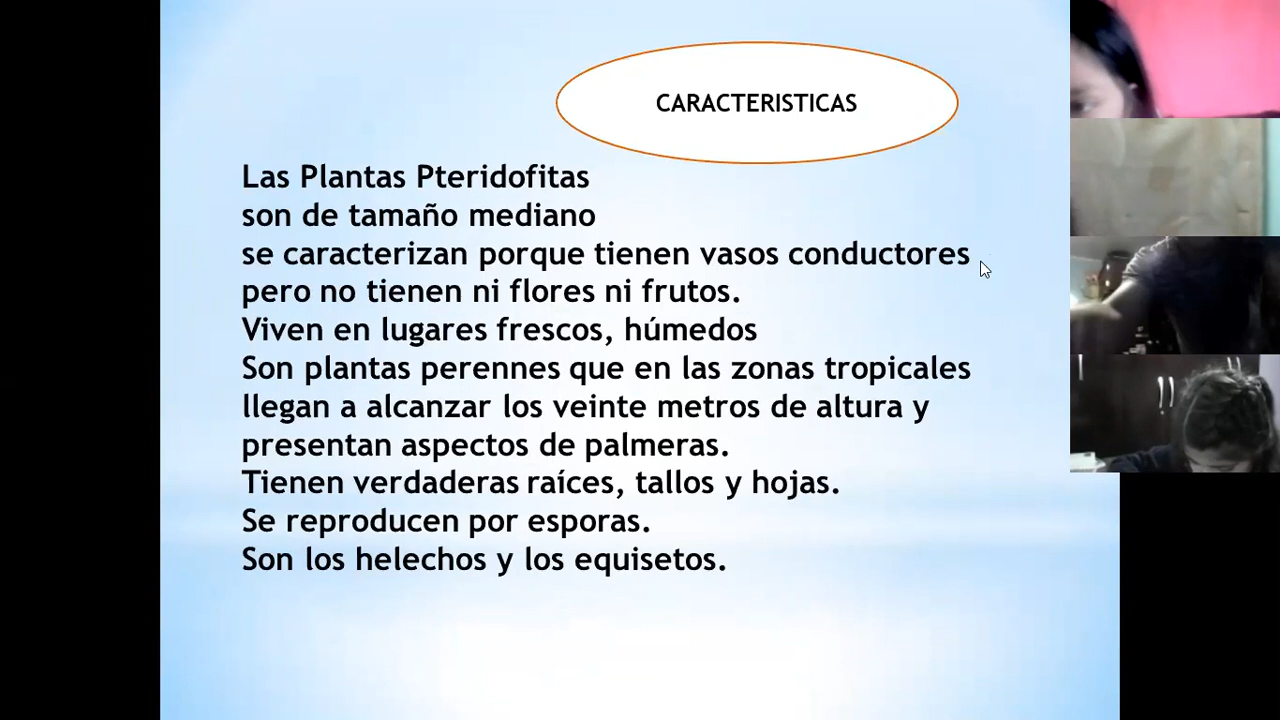 CARACTERISTICAS
Las Plantas Pteridofitas
son de tamaño mediano
se caracterizan porque tienen vasos conductores
pero no tienen ni flores ni frutos.
Viven en lugares frescos, húmedos
Son plantas perennes que en las zonas tropicales
llegan a alcanzar los veinte metros de altura y
presentan aspectos de palmeras.
Tienen verdaderas raíces, tallos y hojas.
Se reproducen por esporas.
Son los helechos y los equisetos.